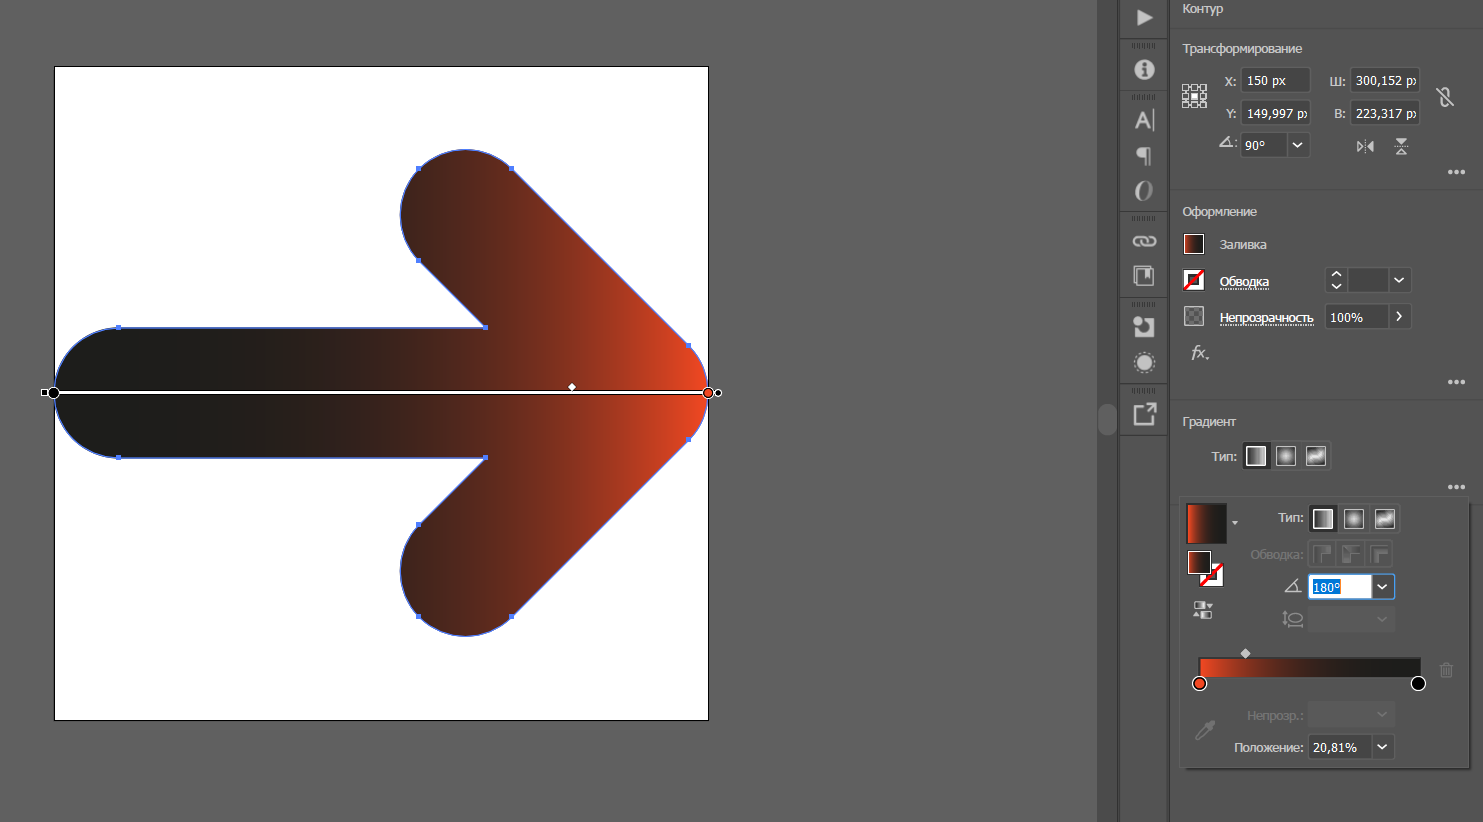 Контур
Трансформирование
X: 150 px Ш: 300,152 px
Y: 149,997 px В: 223,317 px
90°
Оформление
Заливка
Обводка
Непрозрачность 100%
fx
Градиент
Тип:
Тип:
Обводка:
180°
Непрозр.:
Положение: 20,81%